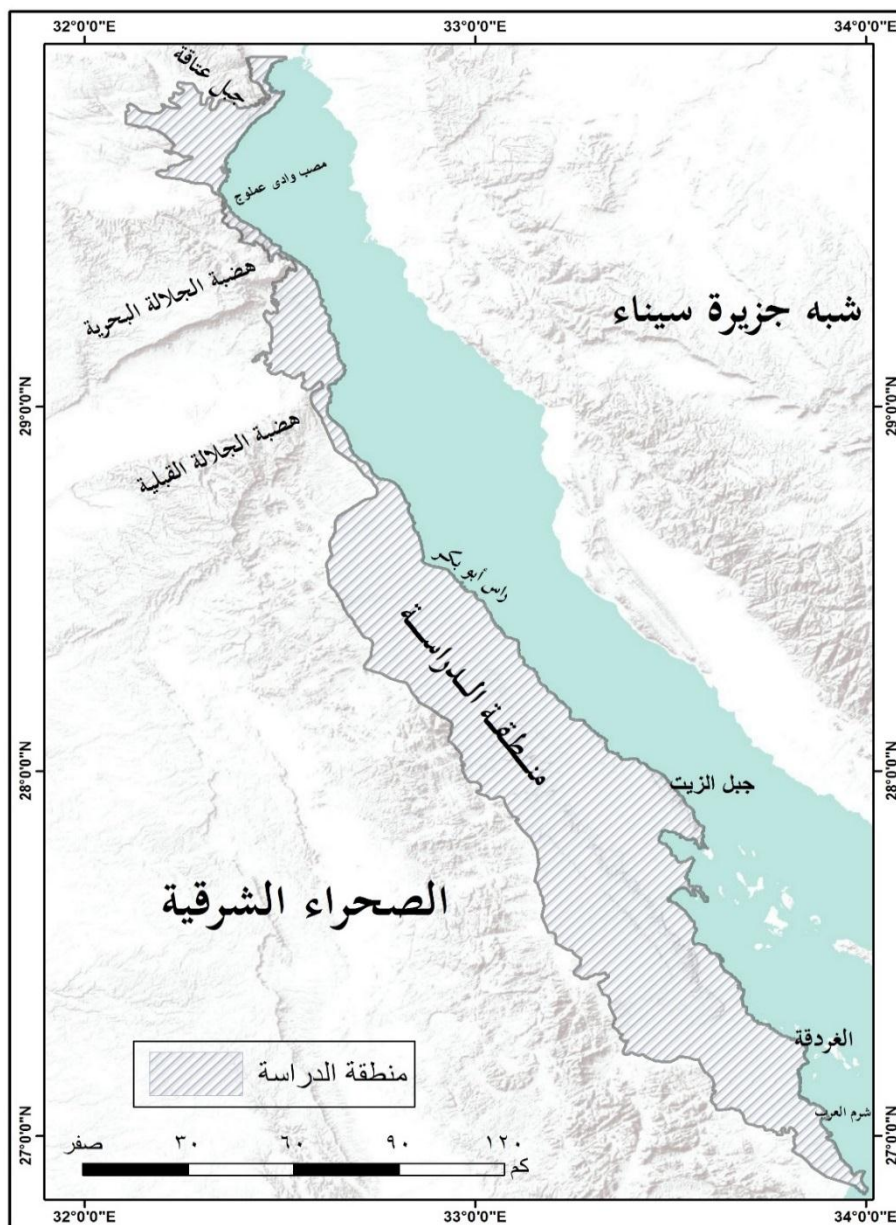 32°0'0"E 33°0'0"E 34°0'0"E
جبل عتاقة
مصب وادى عملوج
هضبة الجلالة البحرية
شبه جزيرة سيناء
29°0'0"N 29°0'0"N
هضبة الجلالة القبلية
راس أبو بكر
منطقة الدراسة
28°0'0"N 28°0'0"N
جبل الزيت
الصحراء الشرقية
الغردقة
منطقة الدراسة
شرم العرب
27°0'0"N 27°0'0"N
صفر ٣٠ ٦٠ ٩٠ ١٢٠
كم
32°0'0"E 33°0'0"E 34°0'0"E